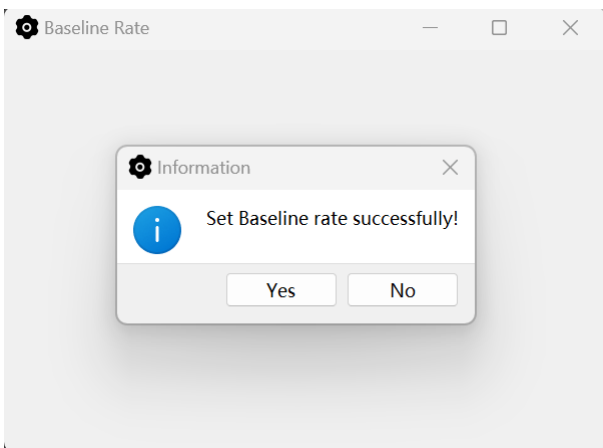 Baseline Rate
Information
Set Baseline rate successfully!
Yes No